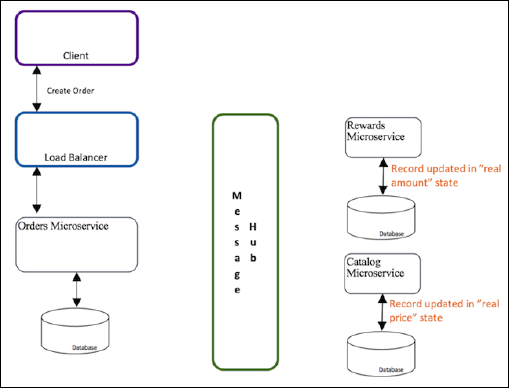 Client
Create Order
Load Balancer
Orders Microservice
Database
Message
Hub
Rewards
Microservice
Record updated in "real
amount" state
Database
Catalog
Microservice
Record updated in "real
price" state
Database